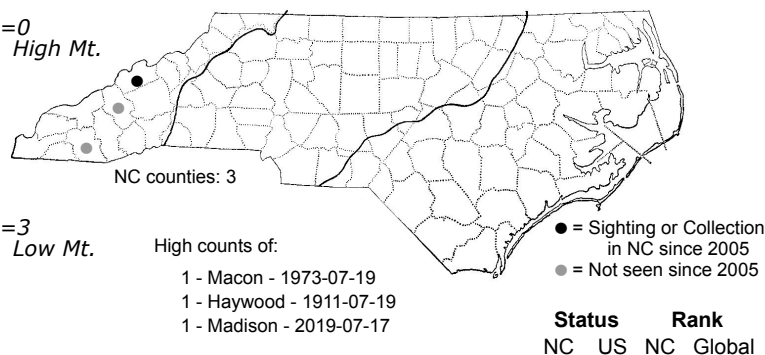 =0
High Mt.
NC counties: 3
=3
Low Mt.
High counts of:
1 - Macon - 1973-07-19
1 - Haywood - 1911-07-19
1 - Madison - 2019-07-17
● = Sighting or Collection
in NC since 2005
● = Not seen since 2005
Status Rank
NC US NC Global